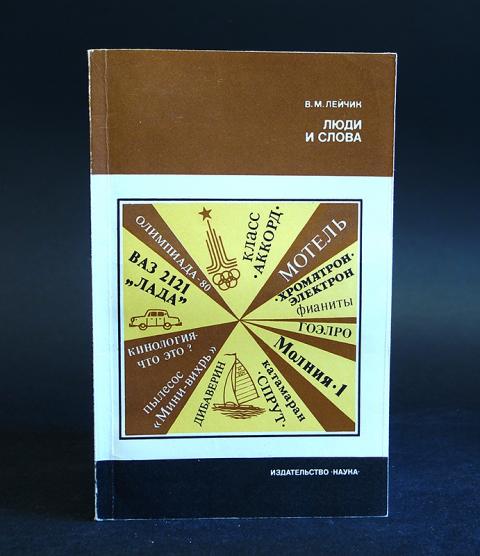 В. М. ЛЕЙЧИК
ЛЮДИ
И СЛОВА
ОЛИМПИАДА-80
КЛАСС
·АККОРД·
МОТЕЛЬ
·ХРОМАТРОН·
ЭЛЕКТРОН
фианиты
ГОЭЛРО
Молния·1
катамаран
·СПРУТ·
ДИБАВЕРИН
пылесос
«Мини-вихрь»
КИНОЛОГИЯ-
ЧТО ЭТО?
ВАЗ 2121
„ЛАДА"
ИЗДАТЕЛЬСТВО ·НАУКА·